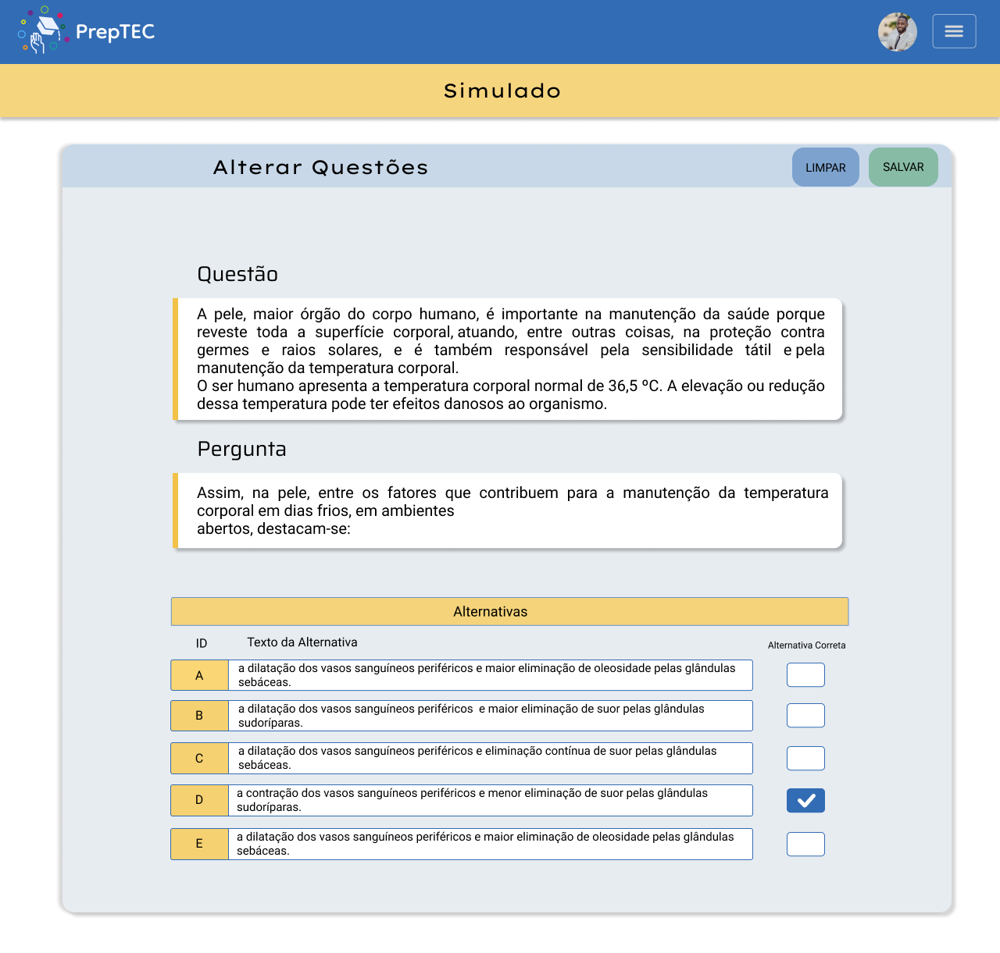 PrepTEC
Simulado
Alterar Questões
LIMPAR
SALVAR
Questão
A pele, maior órgão do corpo humano, é importante na manutenção da saúde porque
reveste toda a superfície corporal, atuando, entre outras coisas, na proteção contra
germes e raios solares, e é também responsável pela sensibilidade tátil e pela
manutenção da temperatura corporal.
O ser humano apresenta a temperatura corporal normal de 36,5 ºC. A elevação ou redução
dessa temperatura pode ter efeitos danosos ao organismo.
Pergunta
Assim, na pele, entre os fatores que contribuem para a manutenção da temperatura
corporal em dias frios, em ambientes
abertos, destacam-se:
Alternativas
ID
Texto da Alternativa
Alternativa Correta
A
a dilatação dos vasos sanguíneos periféricos e maior eliminação de oleosidade pelas glândulas
sebáceas.
B
a dilatação dos vasos sanguíneos periféricos  e maior eliminação de suor pelas glândulas
sudoríparas.
C
a dilatação dos vasos sanguíneos periféricos e eliminação contínua de suor pelas glândulas
sebáceas.
D
a contração dos vasos sanguíneos periféricos e menor eliminação de suor pelas glândulas
sudoríparas.
E
a dilatação dos vasos sanguíneos periféricos e maior eliminação de oleosidade pelas glândulas
sebáceas.